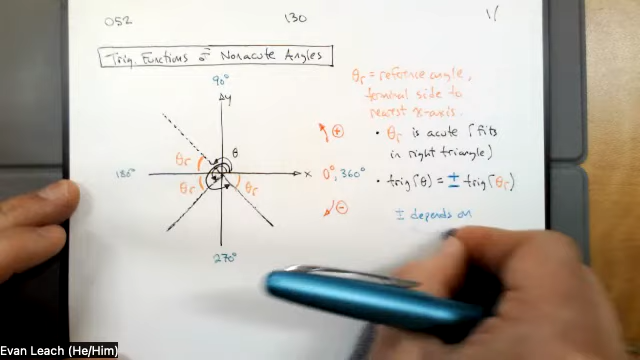 052
130
11
Trig. Functions of Nonacute Angles
90°
y
θr = reference angle,
terminal side to
nearest x-axis.
θ
+
• θr is acute (fits
in right triangle)
θr
180°
x
0°, 360°
θr
θr
• trig(θ) = ± trig(θr)
−
± depends on
270°
Evan Leach (He/Him)